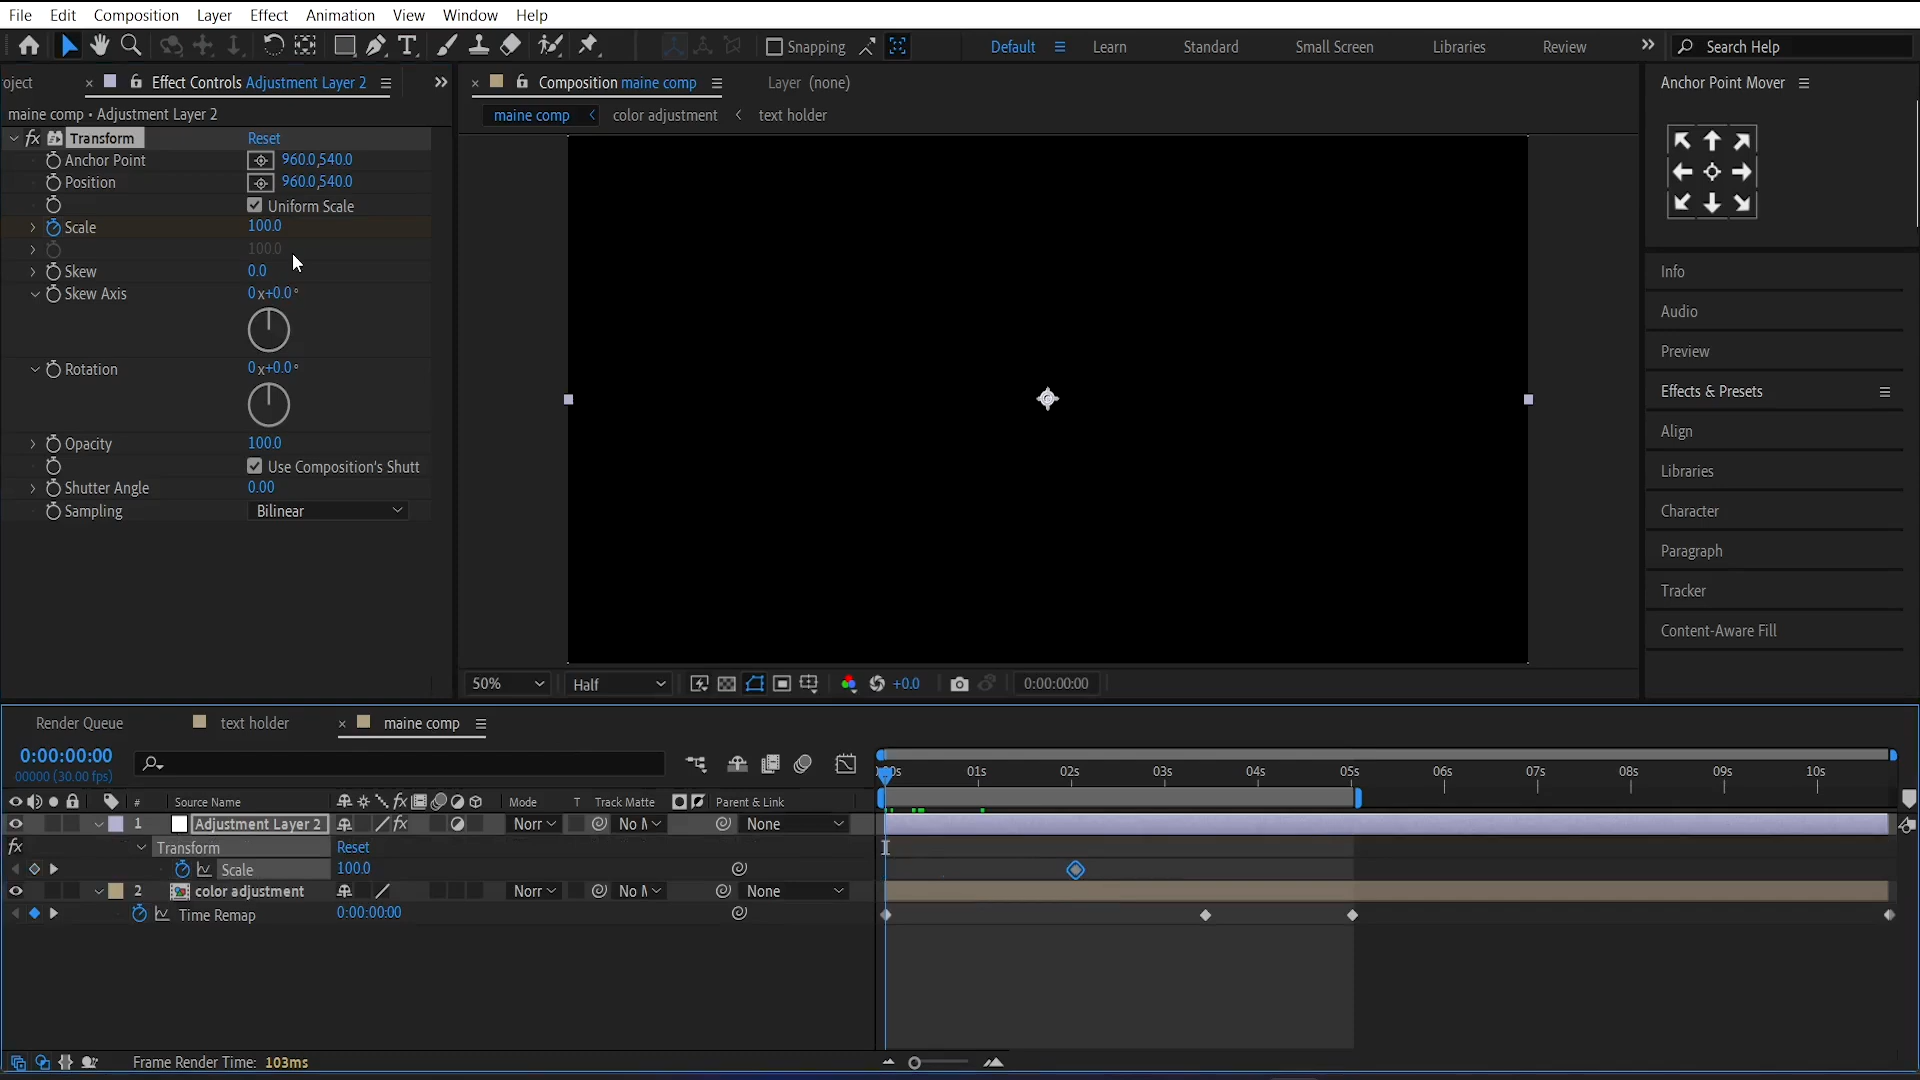 File Edit Composition Layer Effect Animation View Window Help
Snapping Default Learn Standard Small Screen Libraries Review Search Help
oject Effect Controls Adjustment Layer 2 Composition maine comp Layer (none) Anchor Point Mover
maine comp • Adjustment Layer 2 maine comp color adjustment text holder
fx Transform Reset
Anchor Point 960.0,540.0
Position 960.0,540.0
Uniform Scale
Scale 100.0
100.0
Skew 0.0
Skew Axis 0 x+0.0°
Rotation 0 x+0.0°
Opacity 100.0
Use Composition's Shutt
Shutter Angle 0.00
Sampling Bilinear
Info
Audio
Preview
Effects & Presets
Align
Libraries
Character
Paragraph
Tracker
Content-Aware Fill
50% Half +0.0 0:00:00:00
Render Queue text holder maine comp
0:00:00:00
00000 (30.00 fps)
01s 02s 03s 04s 05s 06s 07s 08s 09s 10s
# Source Name Mode T Track Matte Parent & Link
1 Adjustment Layer 2 fx Norr No M None
fx Transform Reset
Scale 100.0
2 color adjustment Norr No M None
Time Remap 0:00:00:00
Frame Render Time: 103ms